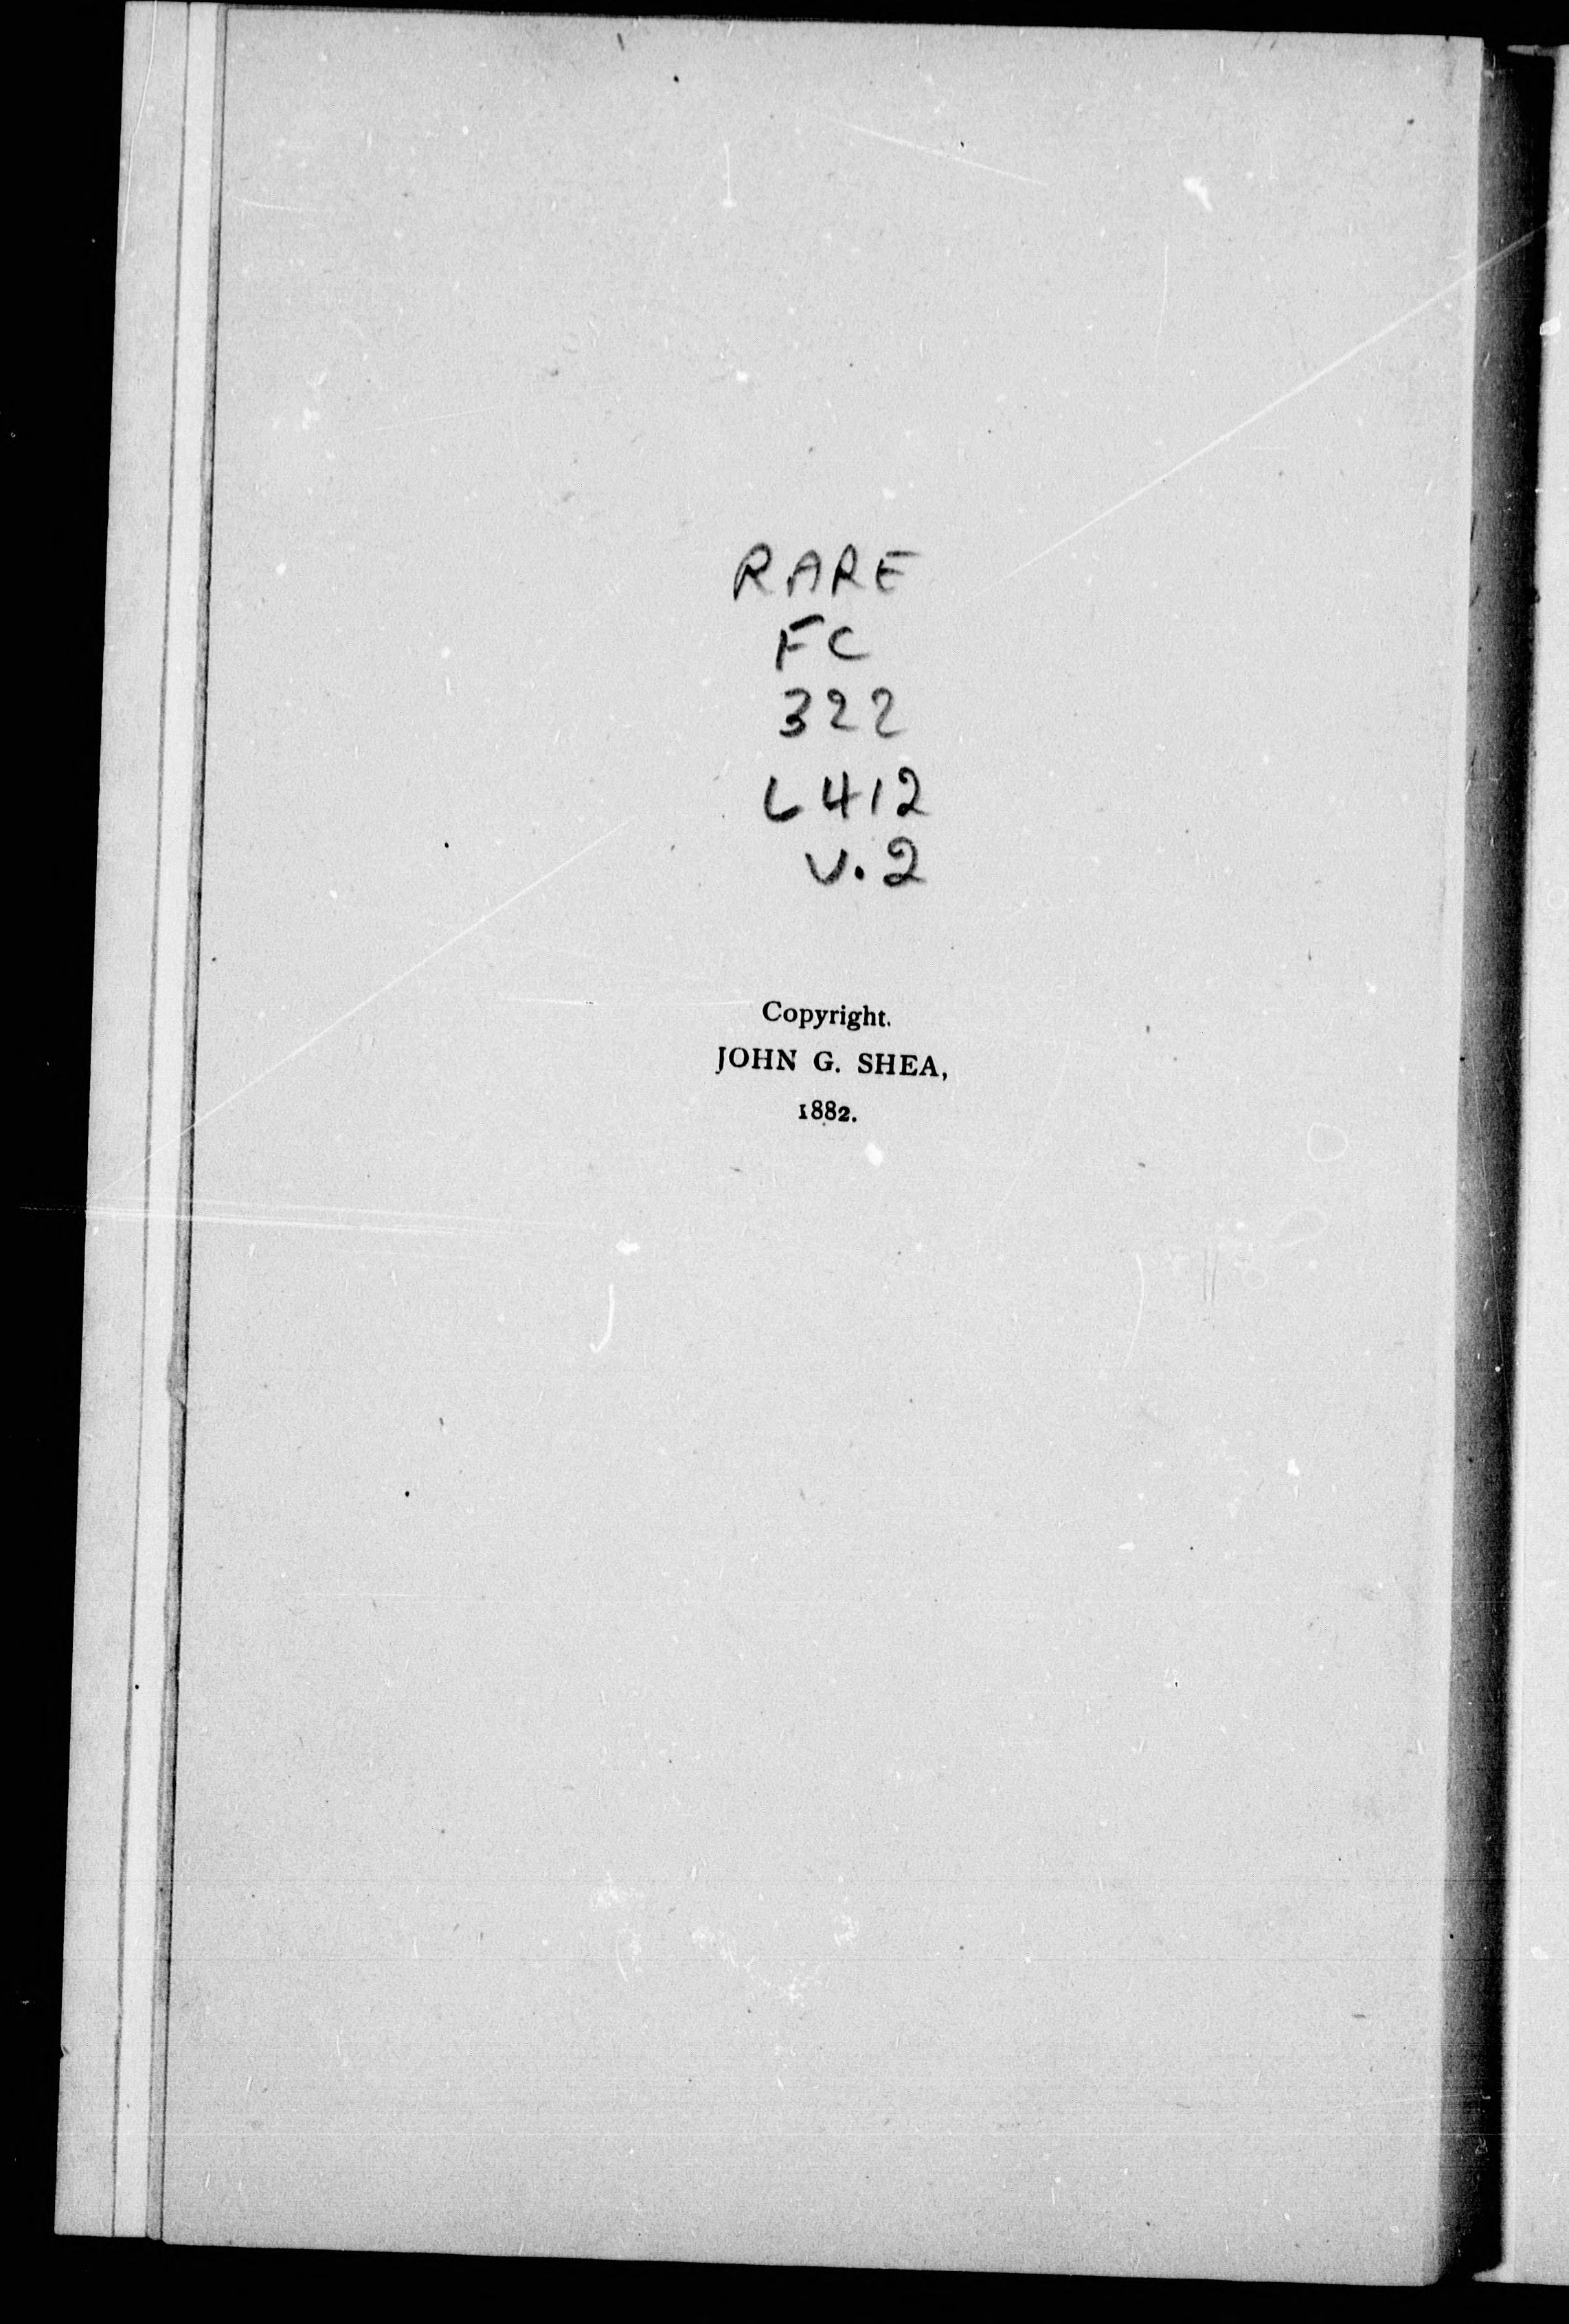 RARE
FC
322
L412
v.2
Copyright.
JOHN G. SHEA,
1882.